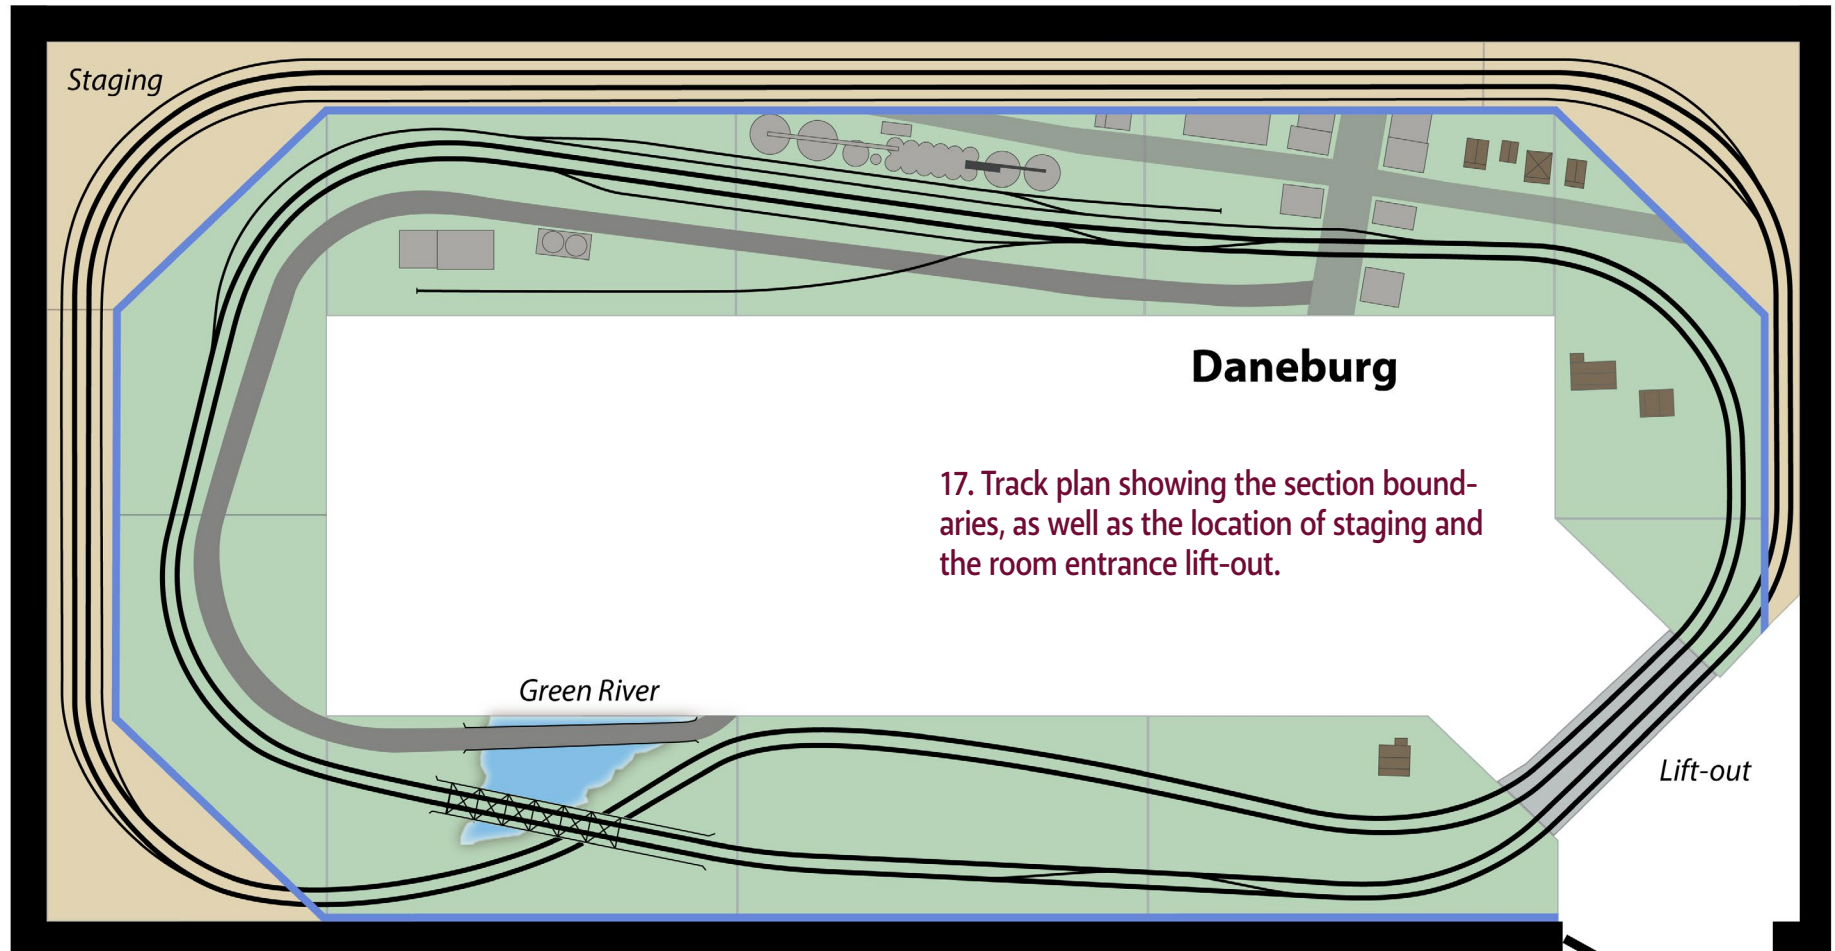 Staging
Daneburg
17. Track plan showing the section bound-
aries, as well as the location of staging and
the room entrance lift-out.
Green River
Lift-out